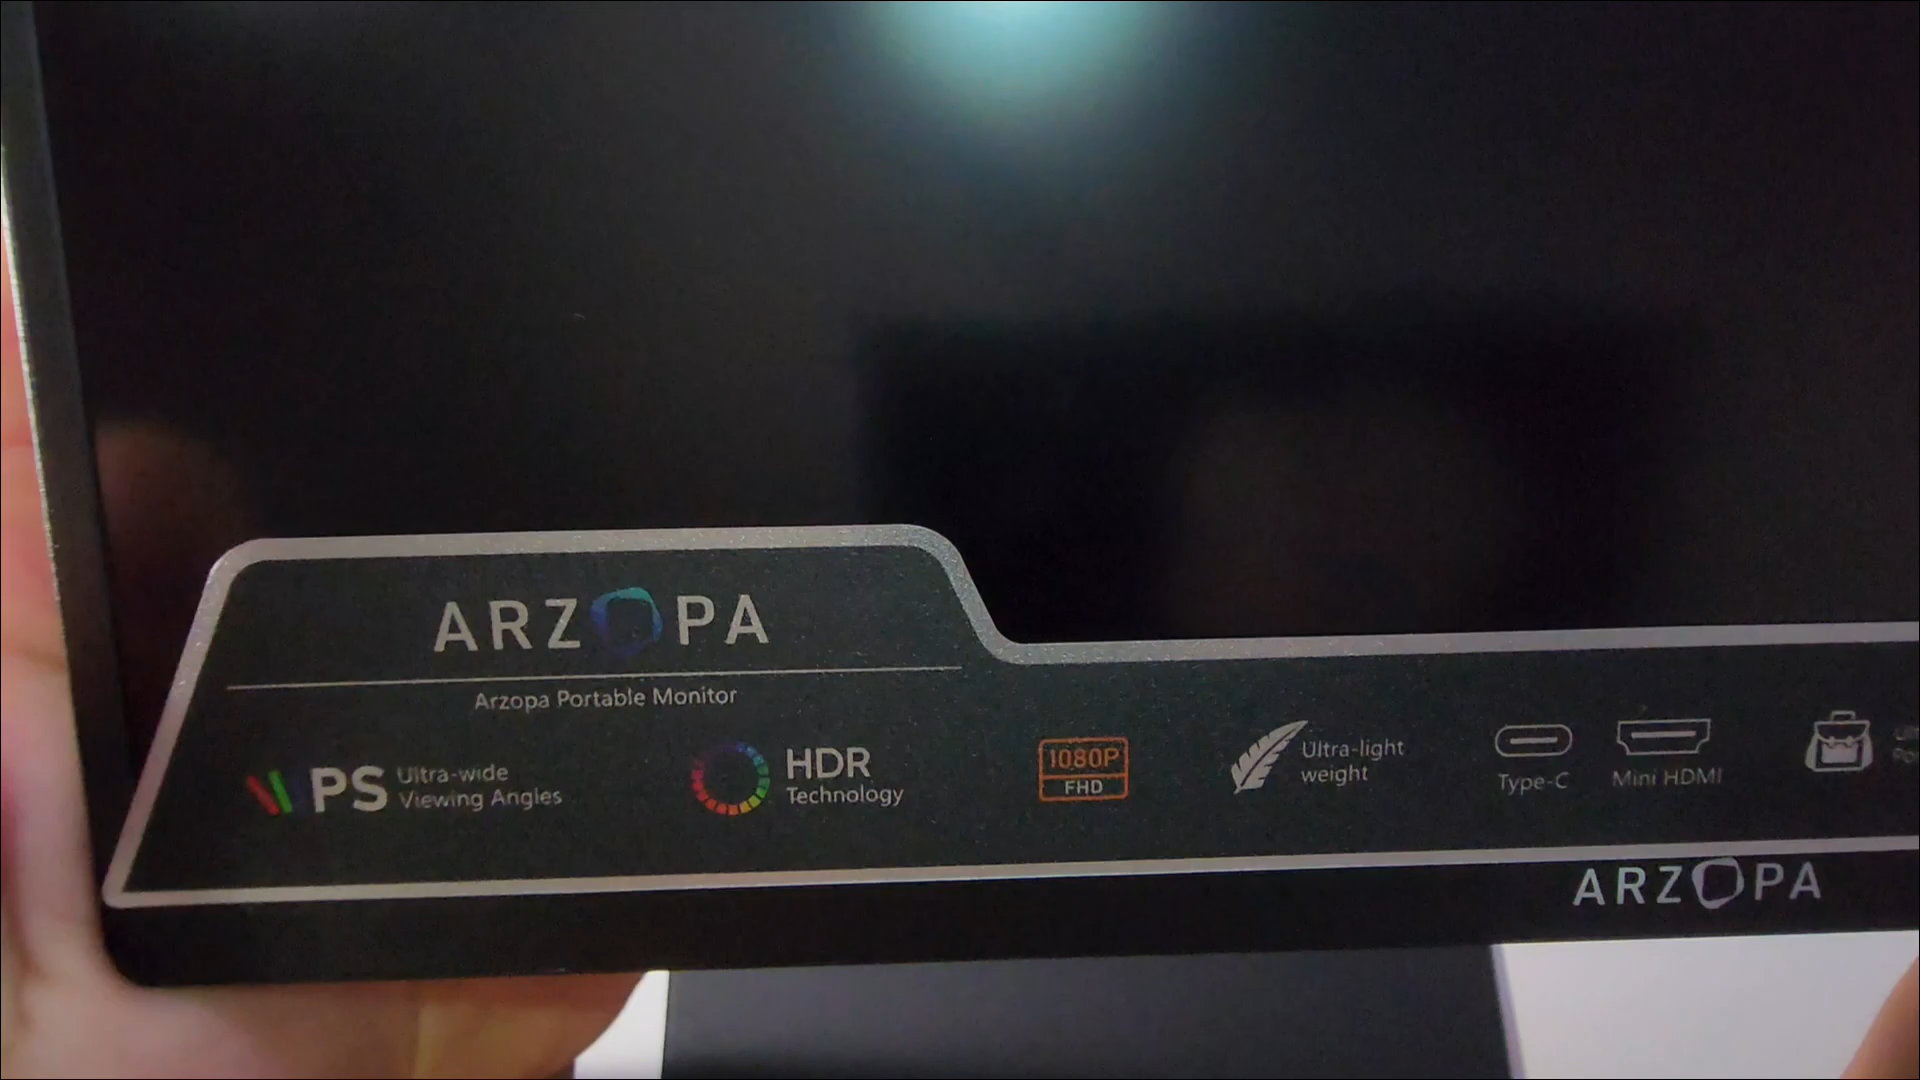 ARZOPA
Arzopa Portable Monitor
IPS Ultra-wide
Viewing Angles
HDR
Technology
1080P
FHD
Ultra-light
weight
Type-C
Mini HDMI
ARZOPA